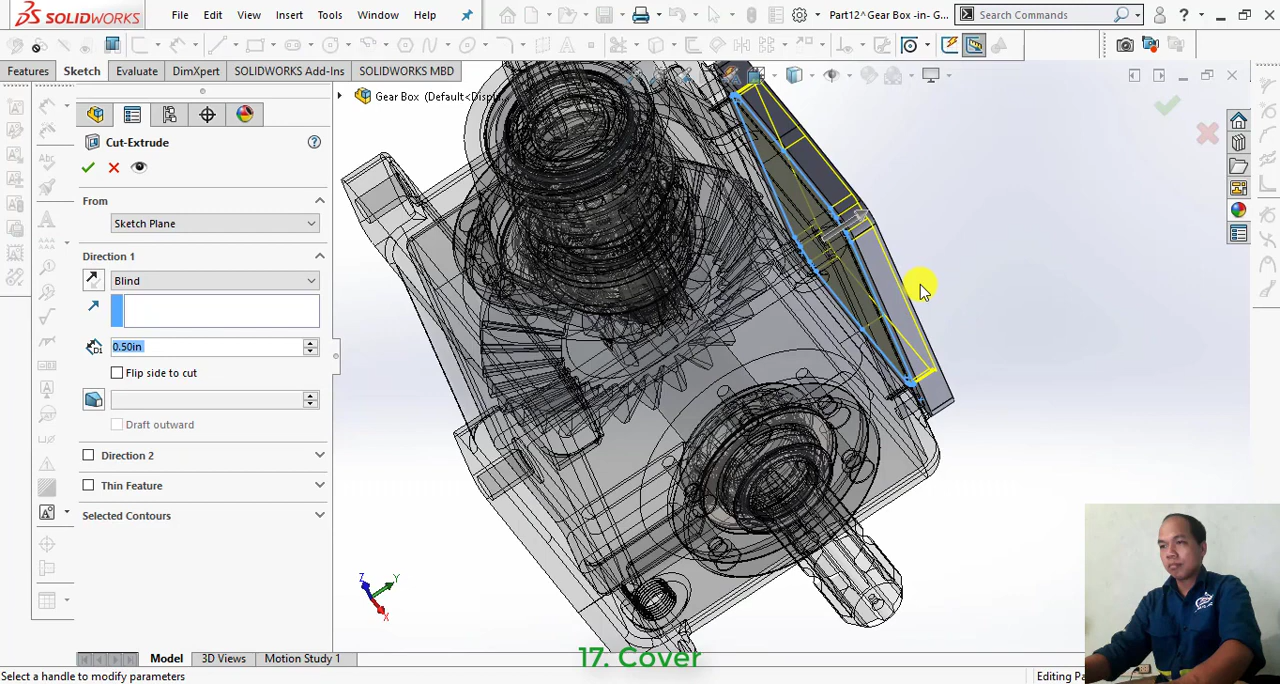 SOLIDWORKS File Edit View Insert Tools Window Help Part12^Gear Box -in- G... Search Commands ?
Features Sketch Evaluate DimXpert SOLIDWORKS Add-Ins SOLIDWORKS MBD
Gear Box (Default<Disp
Cut-Extrude
From
Sketch Plane
Direction 1
Blind
0.50in
Flip side to cut
Draft outward
Direction 2
Thin Feature
Selected Contours
Z Y
X
Model 3D Views Motion Study 1
17. Cover
Select a handle to modify parameters Editing Pa